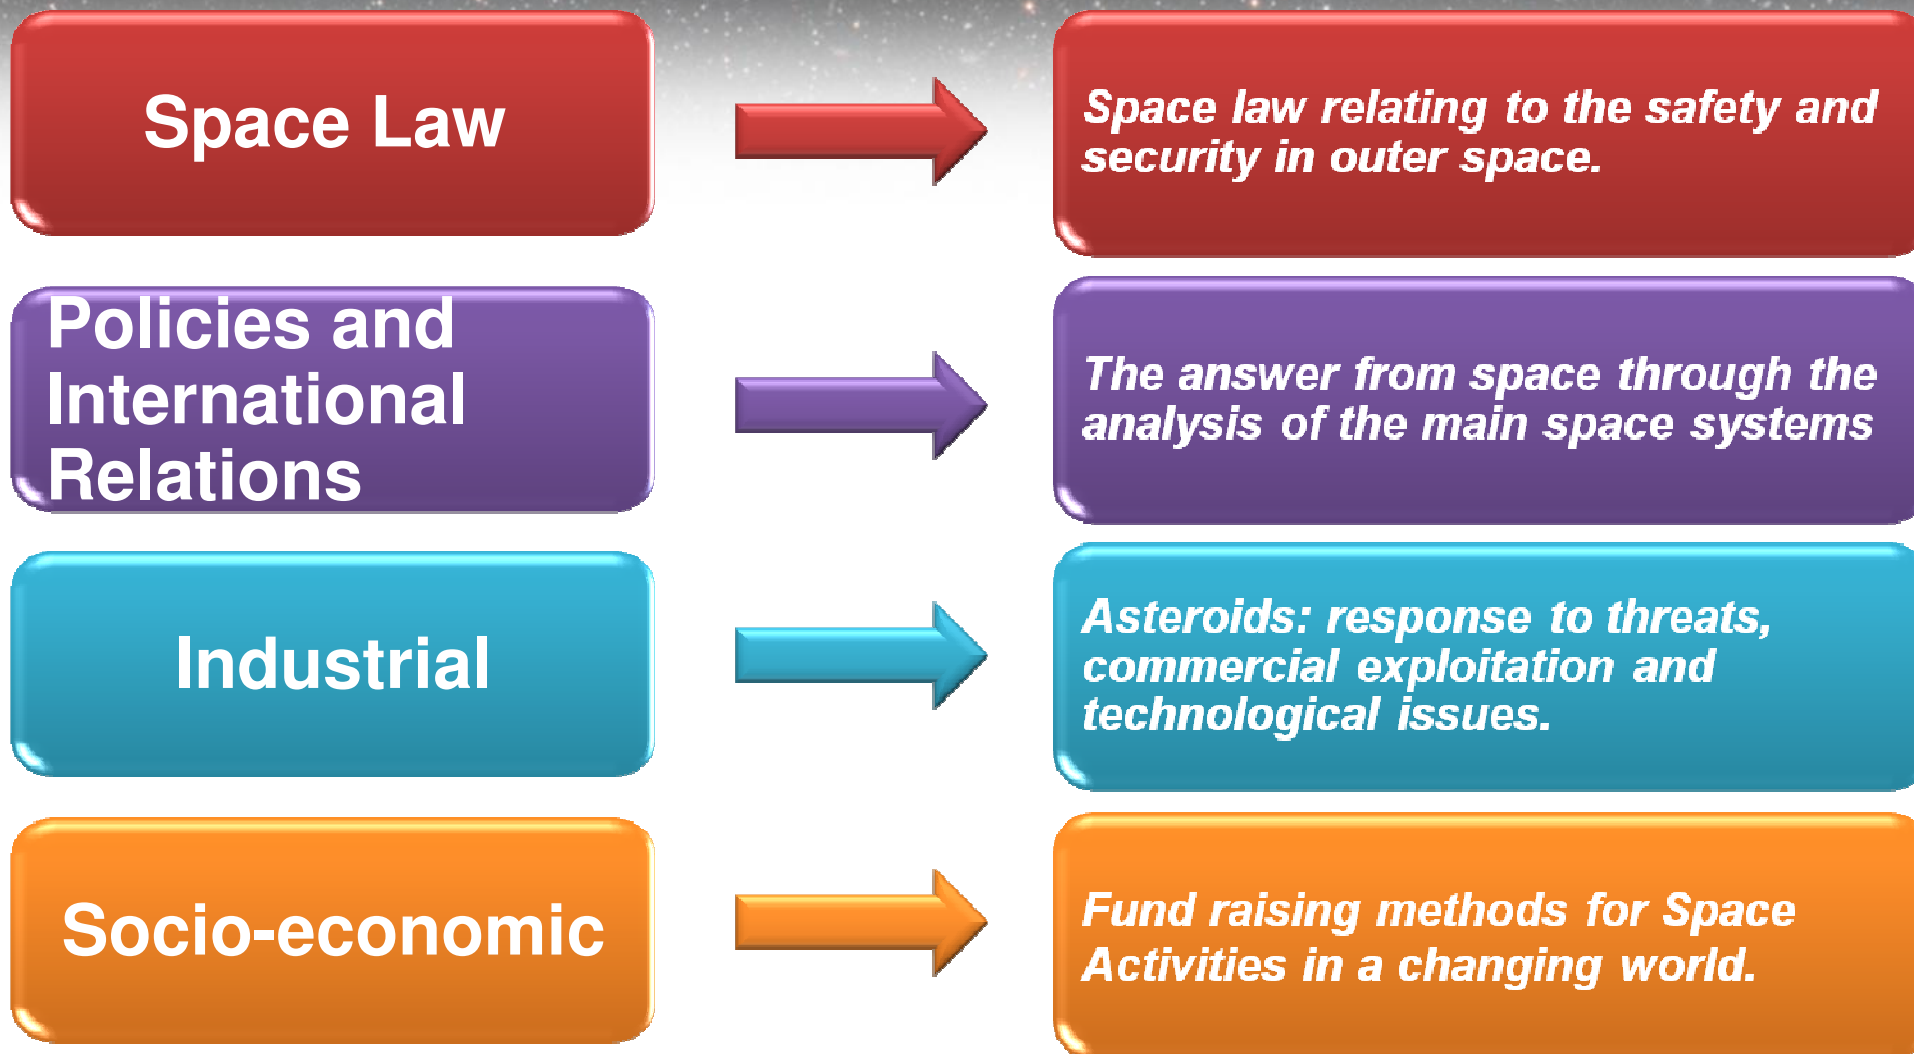 Space Law
Space law relating to the safety and
security in outer space.
Policies and
International
Relations
The answer from space through the
analysis of the main space systems
Industrial
Asteroids: response to threats,
commercial exploitation and
technological issues.
Socio-economic
Fund raising methods for Space
Activities in a changing world.